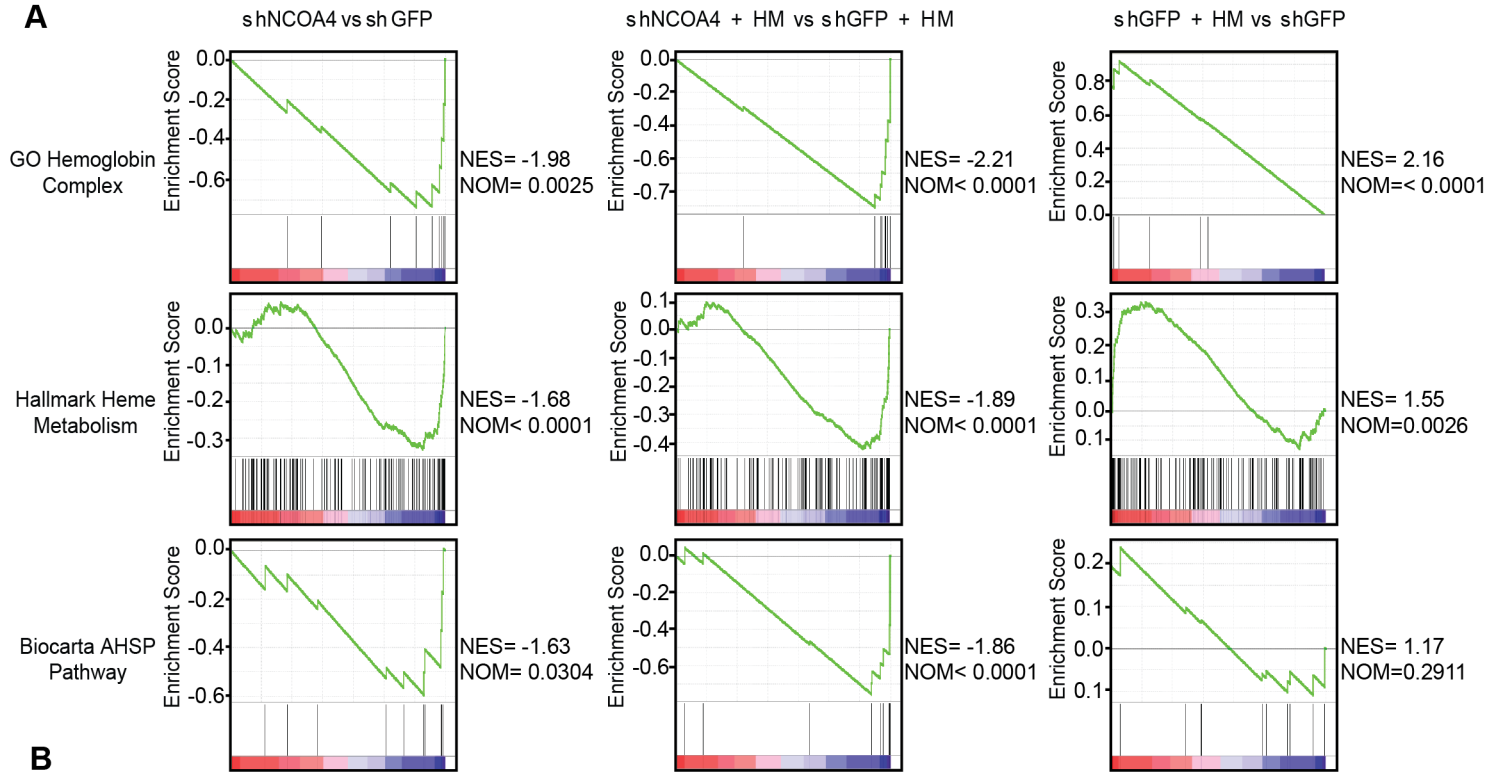 A
shNCOA4 vs shGFP
shNCOA4 + HM vs shGFP + HM
shGFP + HM vs shGFP
GO Hemoglobin
Complex
Enrichment Score
0.0
-0.2
-0.4
-0.6
NES= -1.98
NOM= 0.0025
Enrichment Score
0.0
-0.2
-0.4
-0.6
-0.7
NES= -2.21
NOM< 0.0001
Enrichment Score
0.8
0.6
0.4
0.2
0.0
NES= 2.16
NOM=< 0.0001
Hallmark Heme
Metabolism
Enrichment Score
0.0
-0.1
-0.2
-0.3
NES= -1.68
NOM< 0.0001
Enrichment Score
0.1
0.0
-0.1
-0.2
-0.3
-0.4
NES= -1.89
NOM< 0.0001
Enrichment Score
0.3
0.2
0.1
0.0
0.1
NES= 1.55
NOM=0.0026
Biocarta AHSP
Pathway
Enrichment Score
0.0
-0.2
-0.4
-0.6
NES= -1.63
NOM= 0.0304
Enrichment Score
0.0
-0.2
-0.4
-0.6
NES= -1.86
NOM< 0.0001
Enrichment Score
0.2
0.1
0.0
0.1
NES= 1.17
NOM=0.2911
B